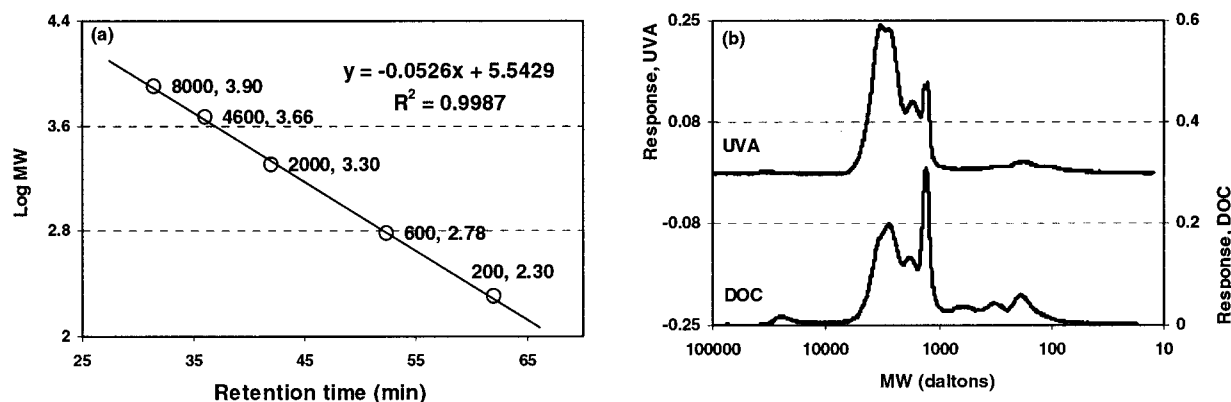 (a)
4.4
3.6
2.8
2
Log MW
8000, 3.90
4600, 3.66
2000, 3.30
600, 2.78
200, 2.30
y = -0.0526x + 5.5429
R² = 0.9987
25
35
45
55
65
Retention time (min)
(b)
0.25
0.08
-0.08
-0.25
Response, UVA
UVA
DOC
0.6
0.4
0.2
0
Response, DOC
100000
10000
1000
100
10
MW (daltons)